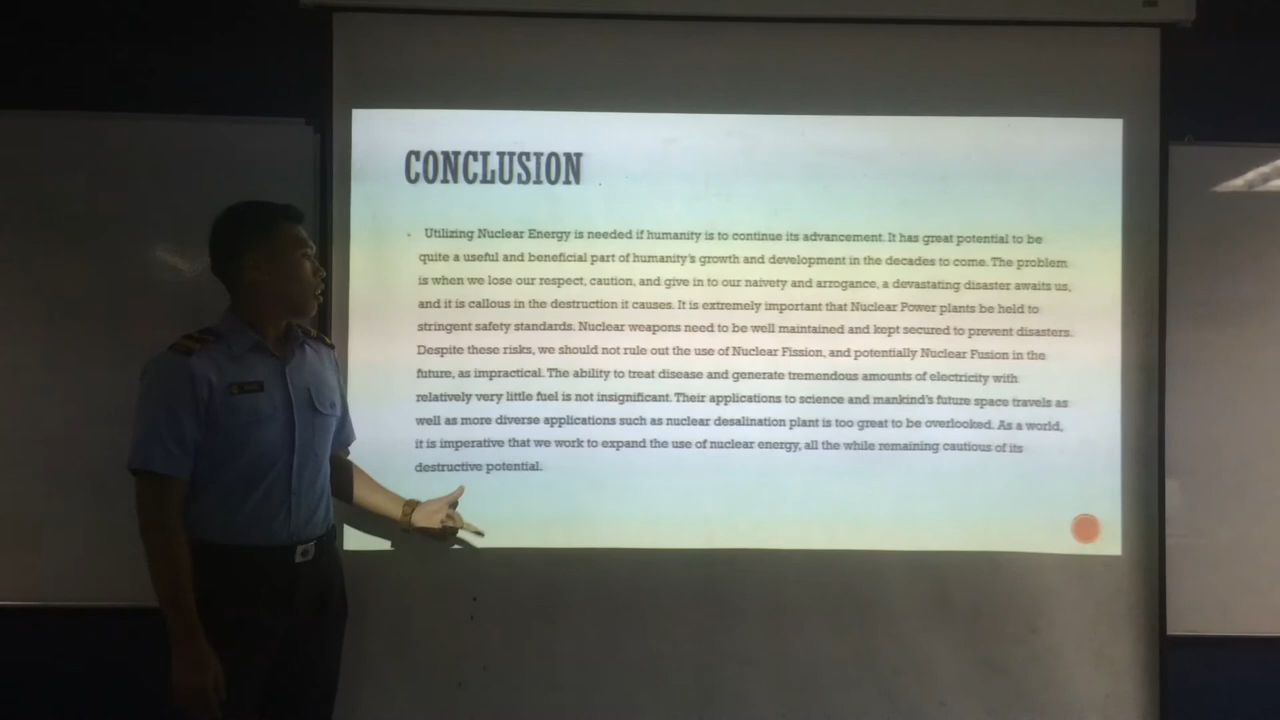 CONCLUSION
Utilizing Nuclear Energy is needed if humanity is to continue its advancement. It has great potential to be
quite a useful and beneficial part of humanity's growth and development in the decades to come. The problem
is when we lose our respect, caution, and give in to our naivety and arrogance, a devastating disaster awaits us,
and it is callous in the destruction it causes. It is extremely important that Nuclear Power plants be held to
stringent safety standards. Nuclear weapons need to be well maintained and kept secured to prevent disasters.
Despite these risks, we should not rule out the use of Nuclear Fission, and potentially Nuclear Fusion in the
future, as impractical. The ability to treat disease and generate tremendous amounts of electricity with
relatively very little fuel is not insignificant. Their applications to science and mankind's future space travels as
well as more diverse applications such as nuclear desalination plant is too great to be overlooked. As a world,
it is imperative that we work to expand the use of nuclear energy, all the while remaining cautious of its
destructive potential.